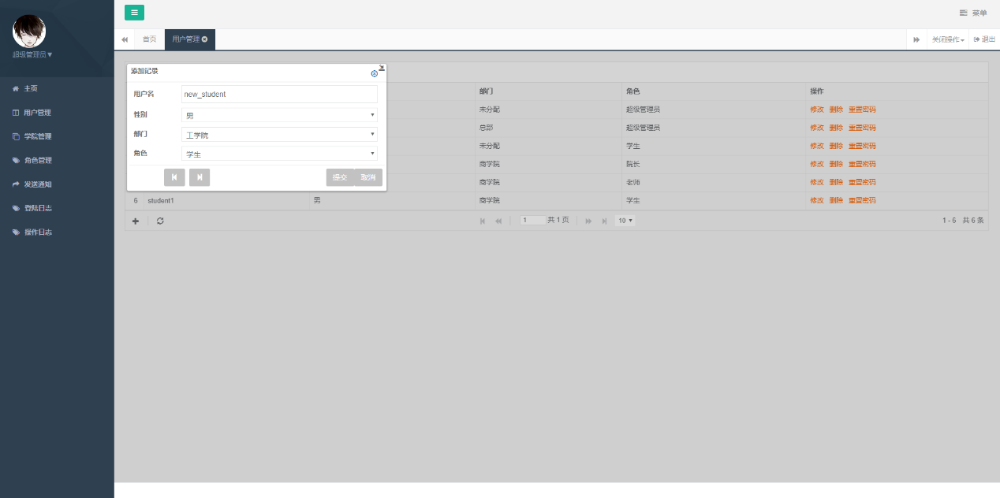 菜单
首页
用户管理
关闭操作
退出
超级管理员▼
主页
用户管理
学院管理
角色管理
发送通知
登陆日志
操作日志
添加记录
用户名 new_student
性别 男
部门 工学院
角色 学生
提交 取消
部门 角色 操作
未分配 超级管理员 修改 删除 重置密码
总部 超级管理员 修改 删除 重置密码
未分配 学生 修改 删除 重置密码
商学院 院长 修改 删除 重置密码
商学院 老师 修改 删除 重置密码
6 student1 男 商学院 学生 修改 删除 重置密码
1 共 1 页 10 1 - 6 共 6 条